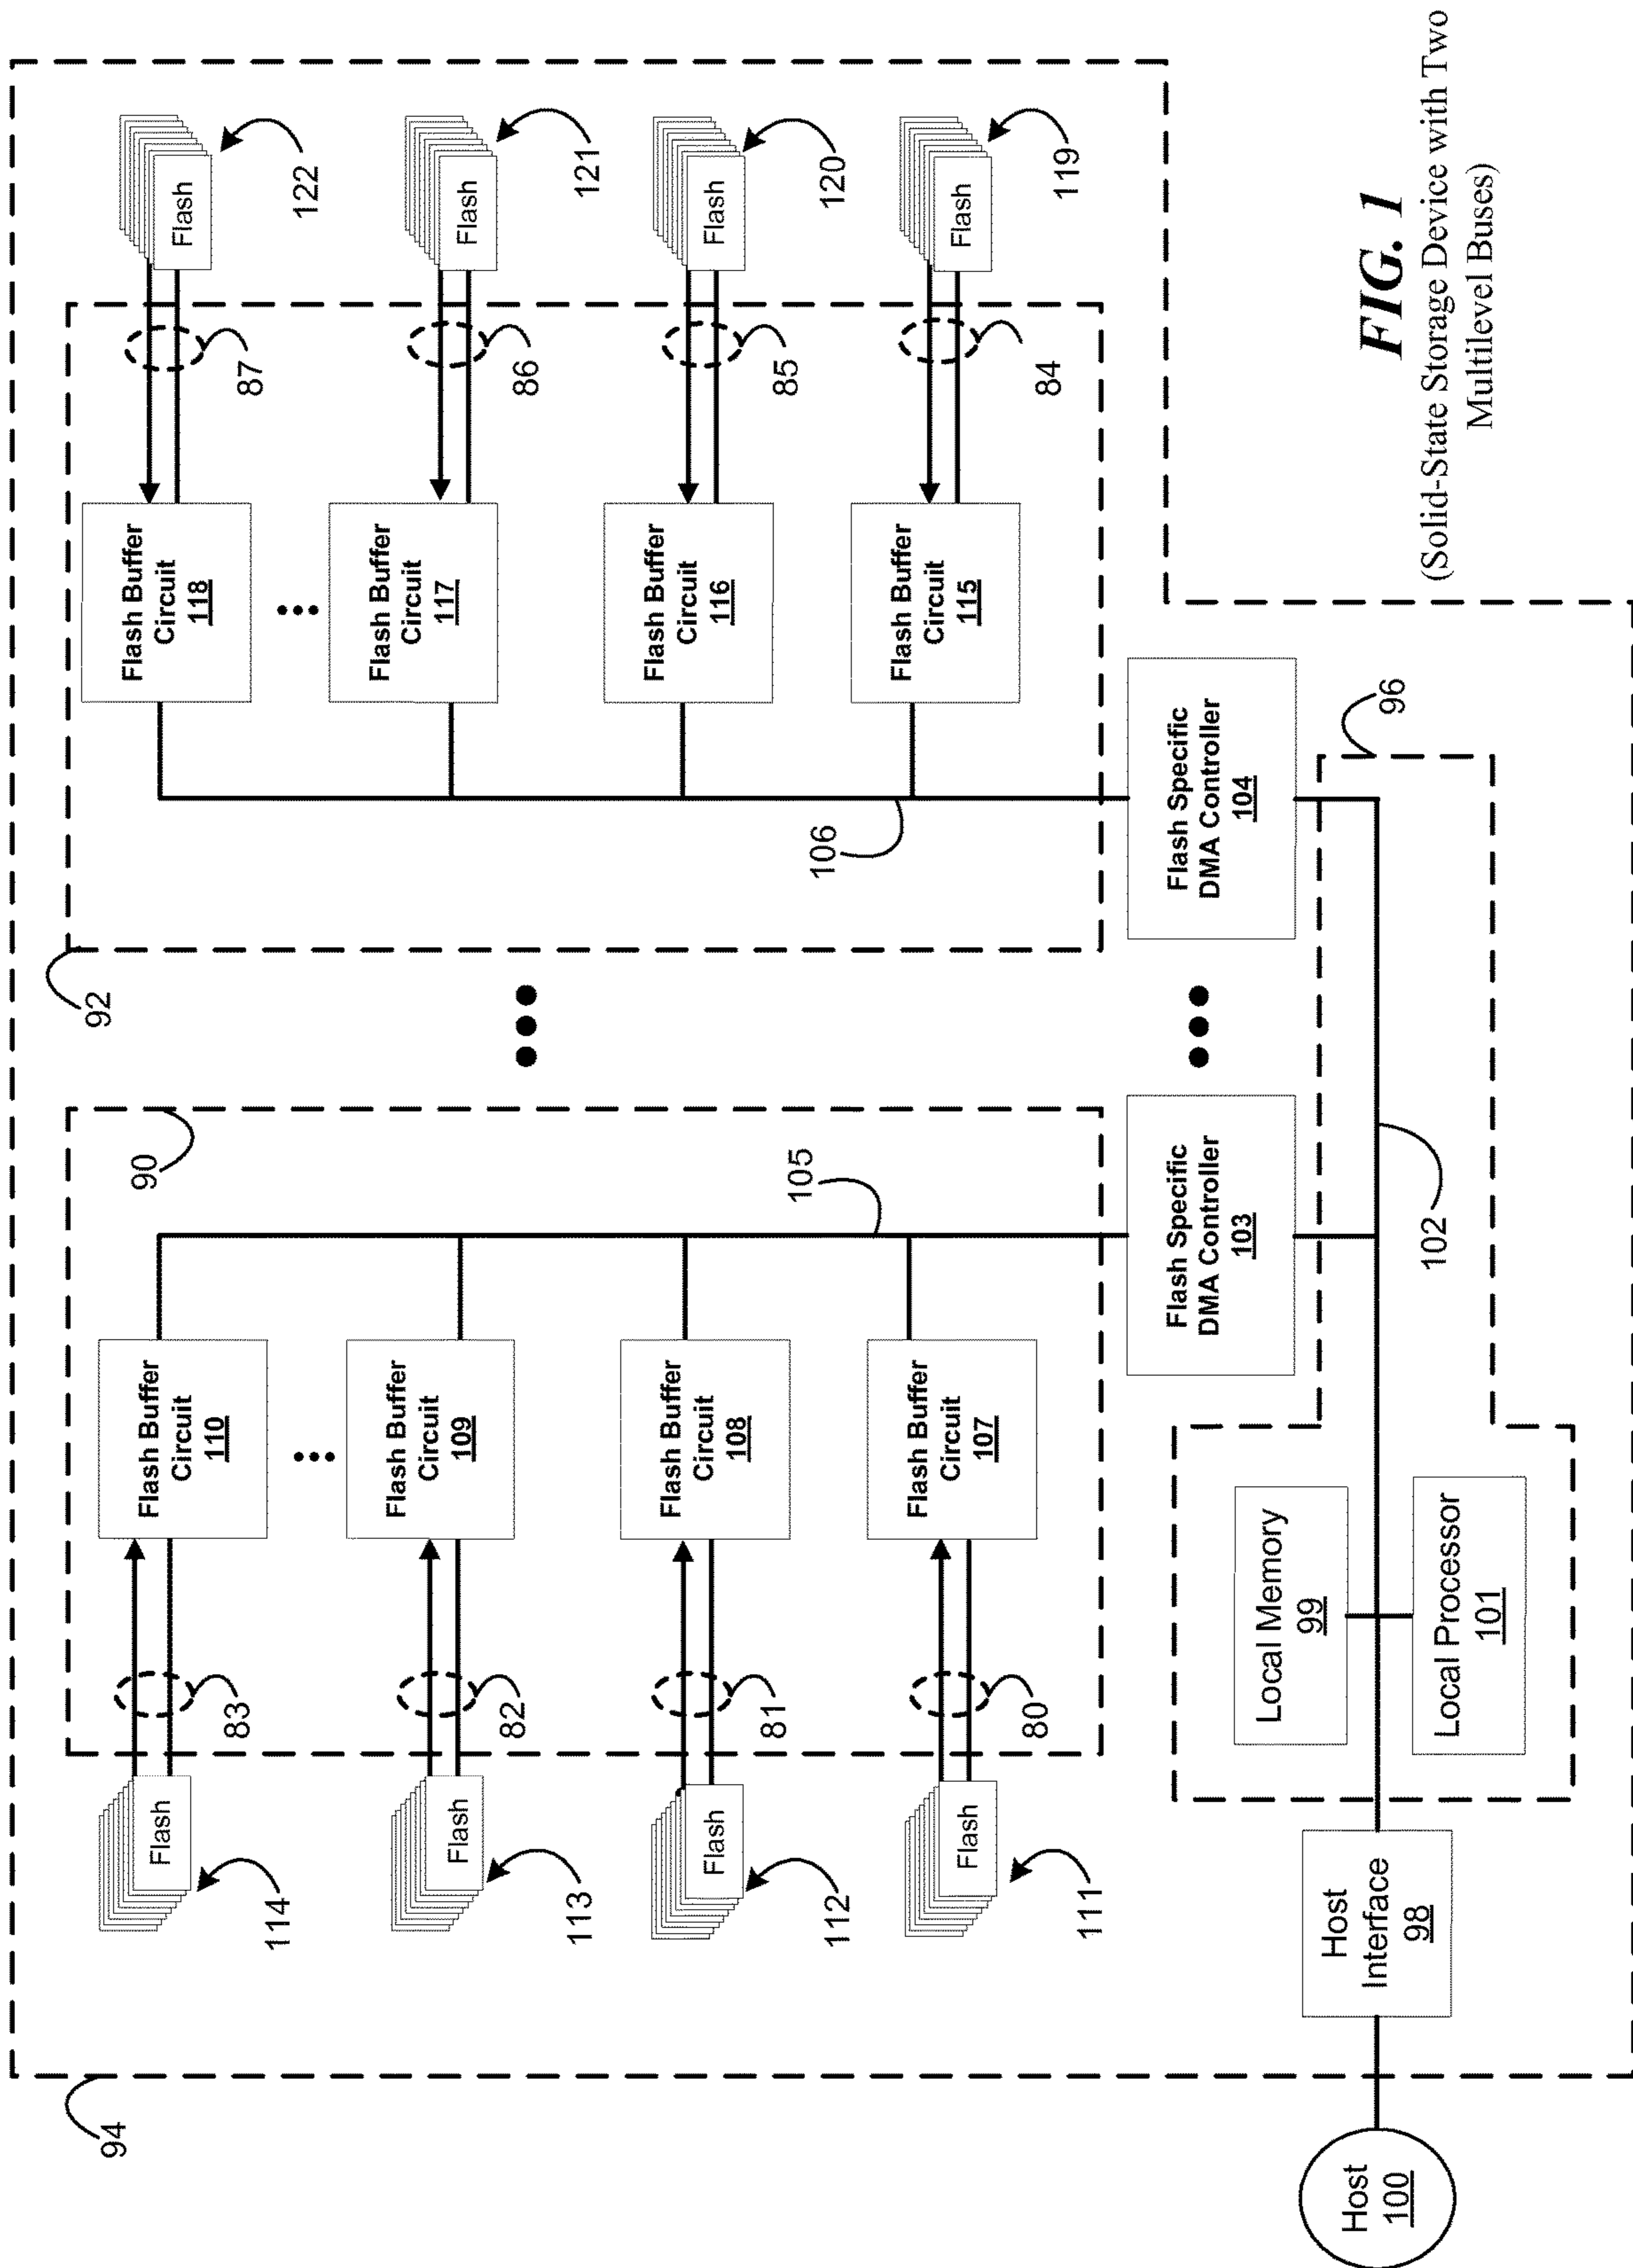 94
90
92
Flash
114
83
Flash Buffer
Circuit
110
Flash Buffer
Circuit
118
87
Flash
122
Flash
113
82
Flash Buffer
Circuit
109
Flash Buffer
Circuit
117
86
Flash
121
Flash
112
81
Flash Buffer
Circuit
108
Flash Buffer
Circuit
116
85
Flash
120
Flash
111
80
Flash Buffer
Circuit
107
105
106
Flash Buffer
Circuit
115
84
Flash
119
Flash Specific
DMA Controller
103
Flash Specific
DMA Controller
104
96
102
Local Memory
99
Local Processor
101
Host
Interface
98
Host
100
FIG. 1
(Solid-State Storage Device with Two
Multilevel Buses)